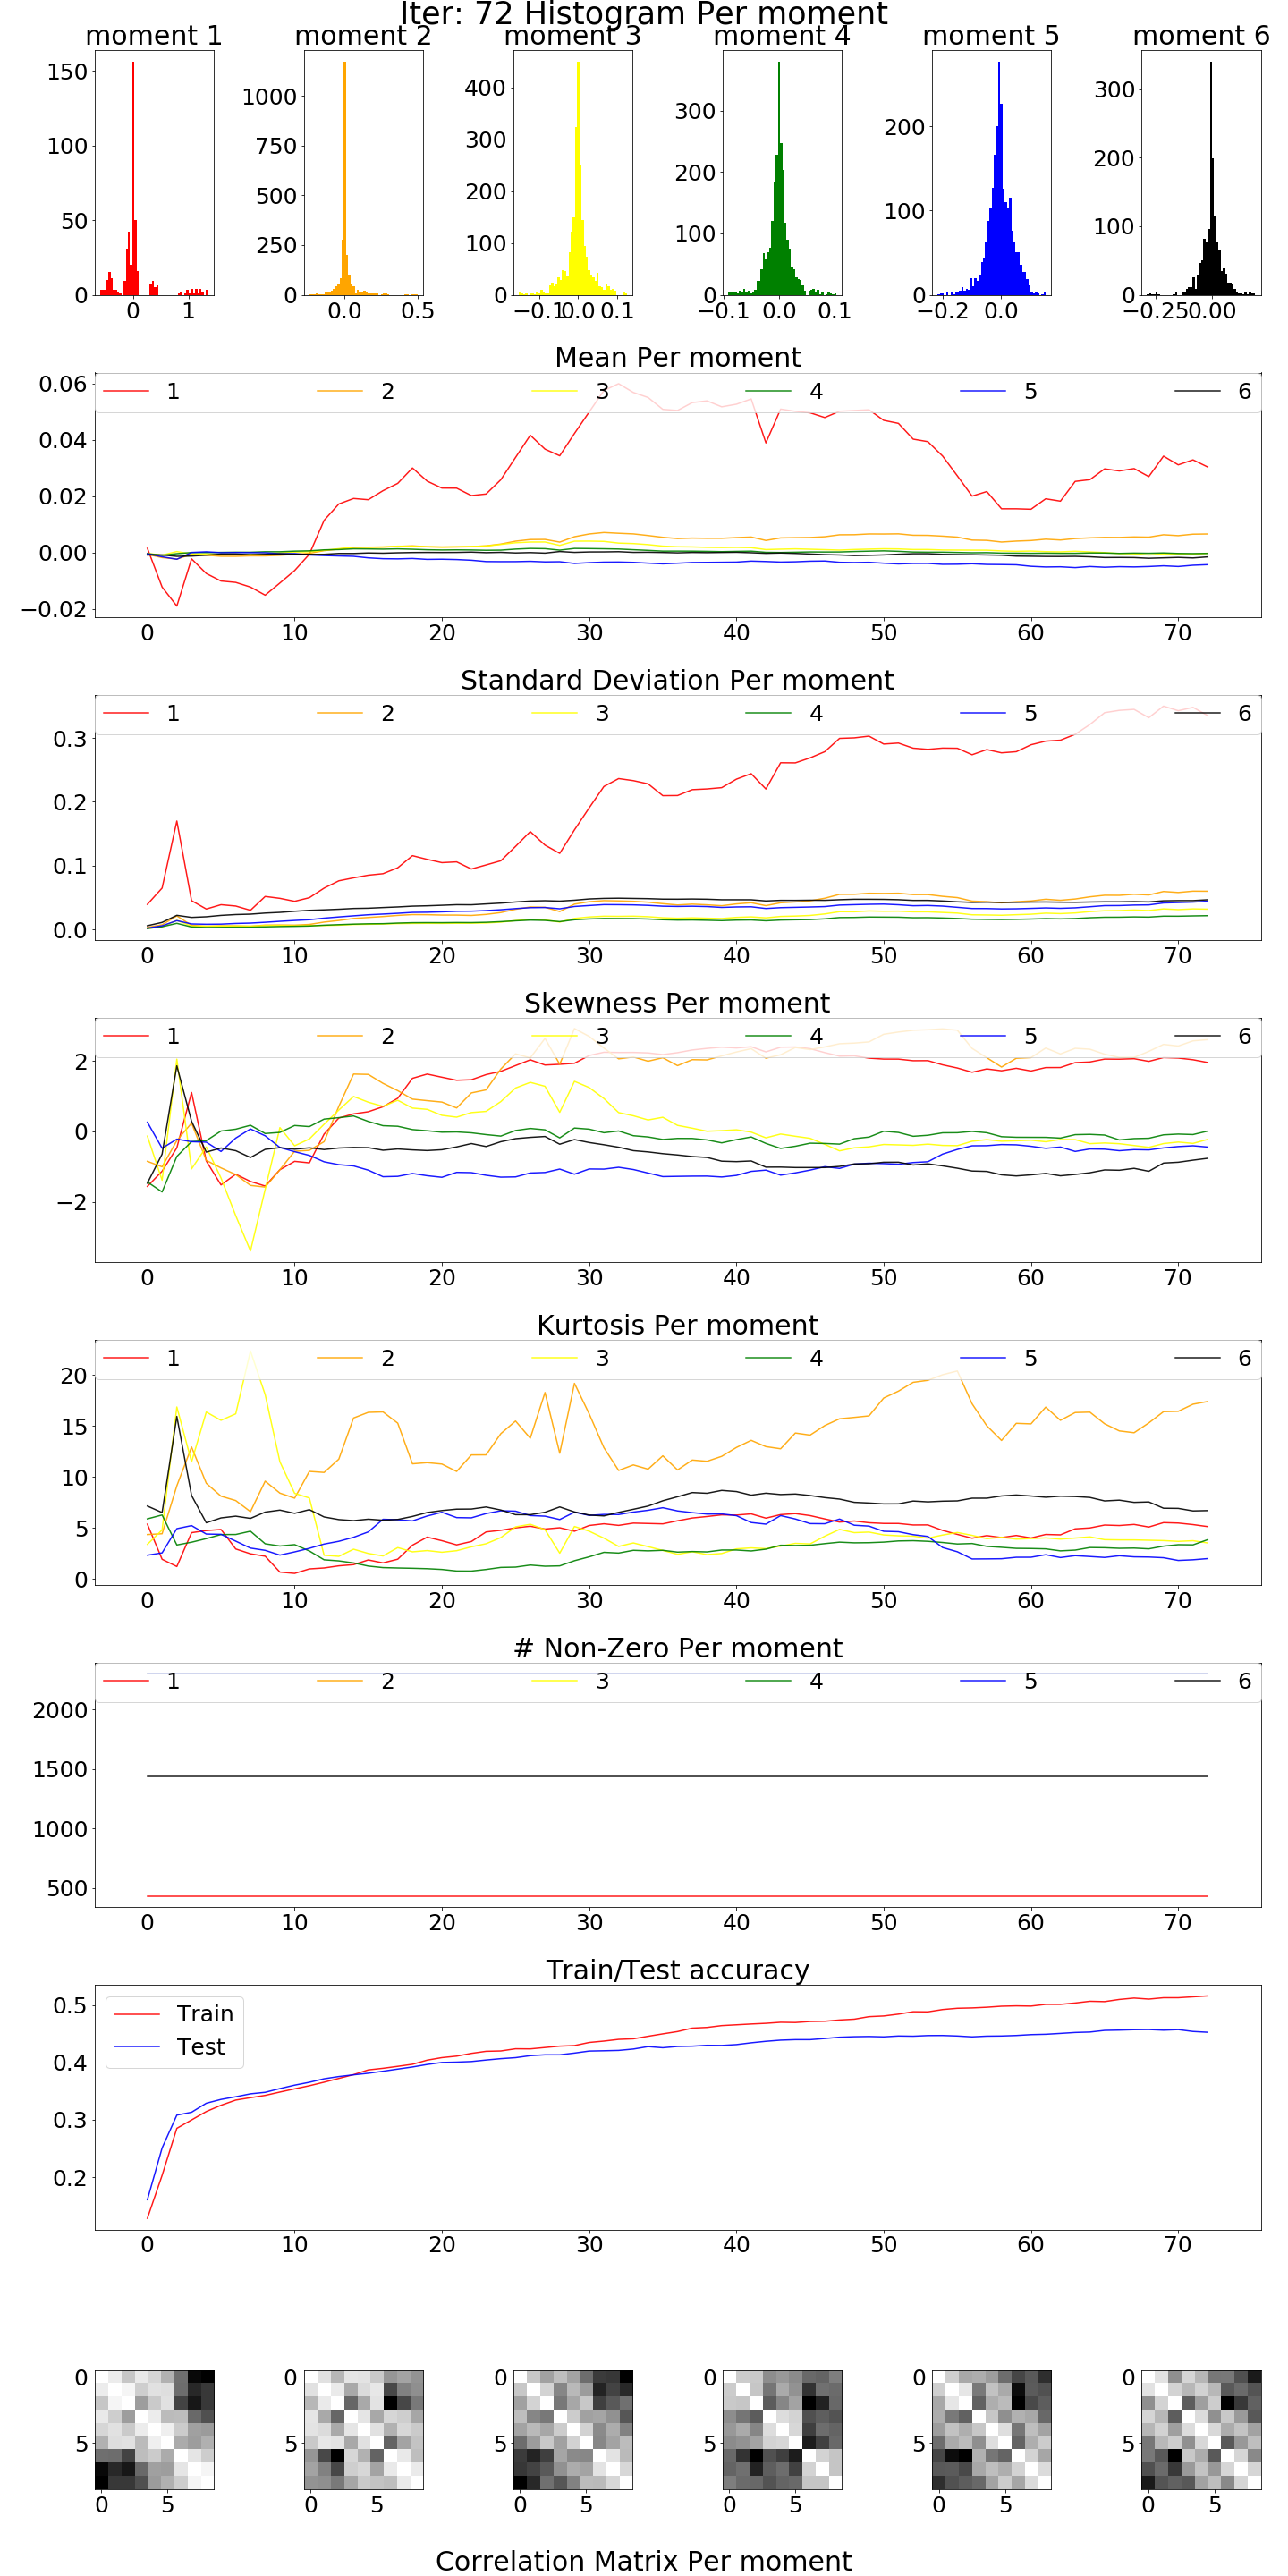 Iter: 72 Histogram Per moment
moment 1 moment 2 moment 3 moment 4 moment 5 moment 6
150 100 50 0
0 1
1000 750 500 250 0
0.0 0.5
400 300 200 100 0
−0.1 0.0 0.1
300 200 100 0
−0.1 0.0 0.1
200 100 0
−0.2 0.0
300 200 100 0
−0.25 0.00
Mean Per moment
1 2 3 4 5 6
0.06
0.04
0.02
0.00
−0.02
0 10 20 30 40 50 60 70
Standard Deviation Per moment
1 2 3 4 5 6
0.3
0.2
0.1
0.0
0 10 20 30 40 50 60 70
Skewness Per moment
1 2 3 4 5 6
2
0
−2
0 10 20 30 40 50 60 70
Kurtosis Per moment
1 2 3 4 5 6
20
15
10
5
0
0 10 20 30 40 50 60 70
# Non-Zero Per moment
1 2 3 4 5 6
2000
1500
1000
500
0 10 20 30 40 50 60 70
Train/Test accuracy
Train
Test
0.5
0.4
0.3
0.2
0 10 20 30 40 50 60 70
0 0 0 0 0 0
5 5 5 5 5 5
0 5 0 5 0 5 0 5 0 5 0 5
Correlation Matrix Per moment